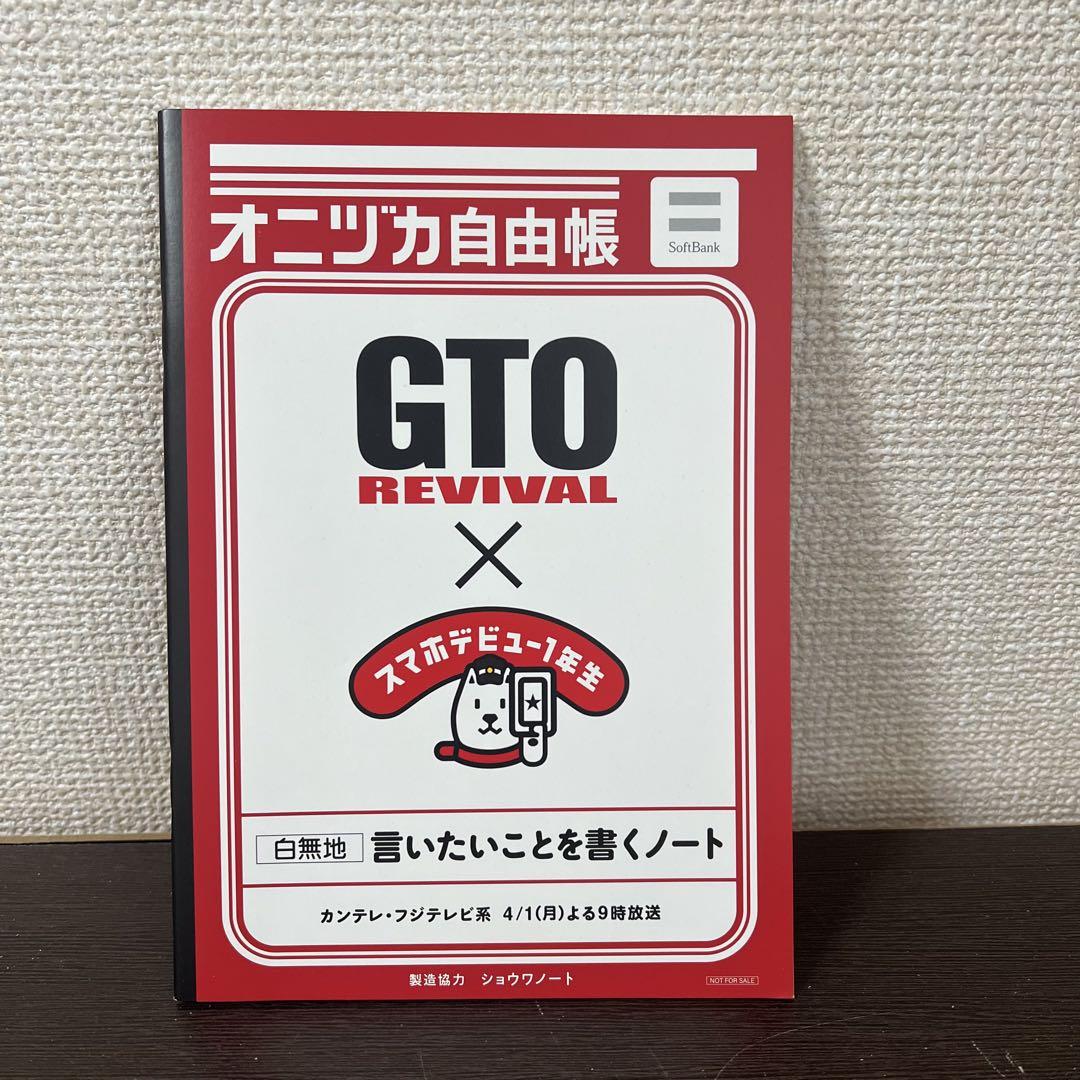 オニヅカ自由帳
SoftBank
GTO
REVIVAL
×
スマホデビュー1年生
白無地 言いたいことを書くノート
カンテレ・フジテレビ系 4/1(月)よる9時放送
製造協力 ショウワノート
NOT FOR SALE